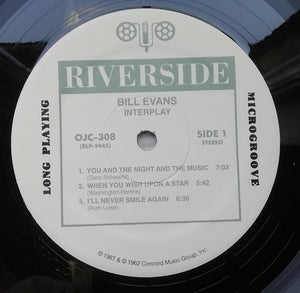 RIVERSIDE
BILL EVANS
INTERPLAY
LONG PLAYING
MICROGROOVE
OJC-308
(RLP-9445)
SIDE 1
STEREO
1. YOU AND THE NIGHT AND THE MUSIC 7:03
(Dietz-Schwartz)
2. WHEN YOU WISH UPON A STAR 5:42
(Washington-Harline)
3. I'LL NEVER SMILE AGAIN 6:30
(Ruth Lowe)
℗ 1987 & © 1962 Concord Music Group, Inc.